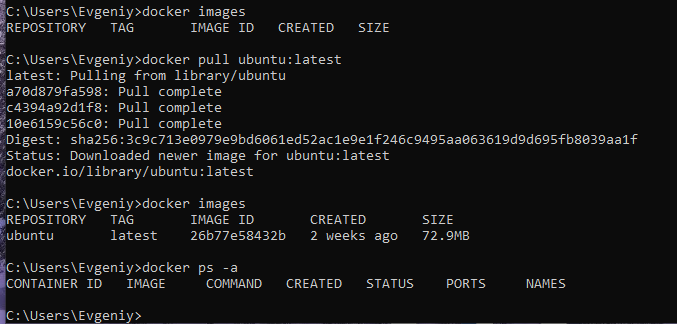 C:\Users\Evgeniy>docker images
REPOSITORY   TAG       IMAGE ID   CREATED   SIZE
C:\Users\Evgeniy>docker pull ubuntu:latest
latest: Pulling from library/ubuntu
a70d879fa598: Pull complete
c4394a92d1f8: Pull complete
10e6159c56c0: Pull complete
Digest: sha256:3c9c713e0979e9bd6061ed52ac1e9e1f246c9495aa063619d9d695fb8039aa1f
Status: Downloaded newer image for ubuntu:latest
docker.io/library/ubuntu:latest
C:\Users\Evgeniy>docker images
REPOSITORY   TAG       IMAGE ID       CREATED       SIZE
ubuntu       latest    26b77e58432b   2 weeks ago   72.9MB
C:\Users\Evgeniy>docker ps -a
CONTAINER ID   IMAGE     COMMAND   CREATED   STATUS    PORTS     NAMES
C:\Users\Evgeniy>